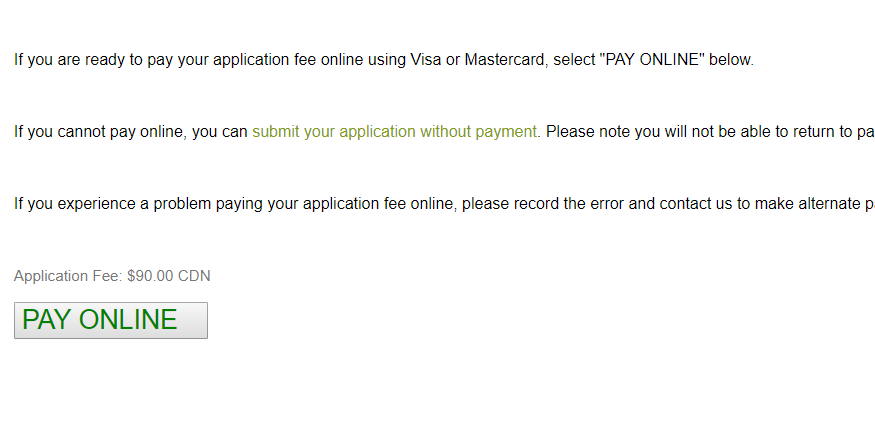 If you are ready to pay your application fee online using Visa or Mastercard, select "PAY ONLINE" below.
If you cannot pay online, you can submit your application without payment. Please note you will not be able to return to pa
If you experience a problem paying your application fee online, please record the error and contact us to make alternate p
Application Fee: $90.00 CDN
PAY ONLINE